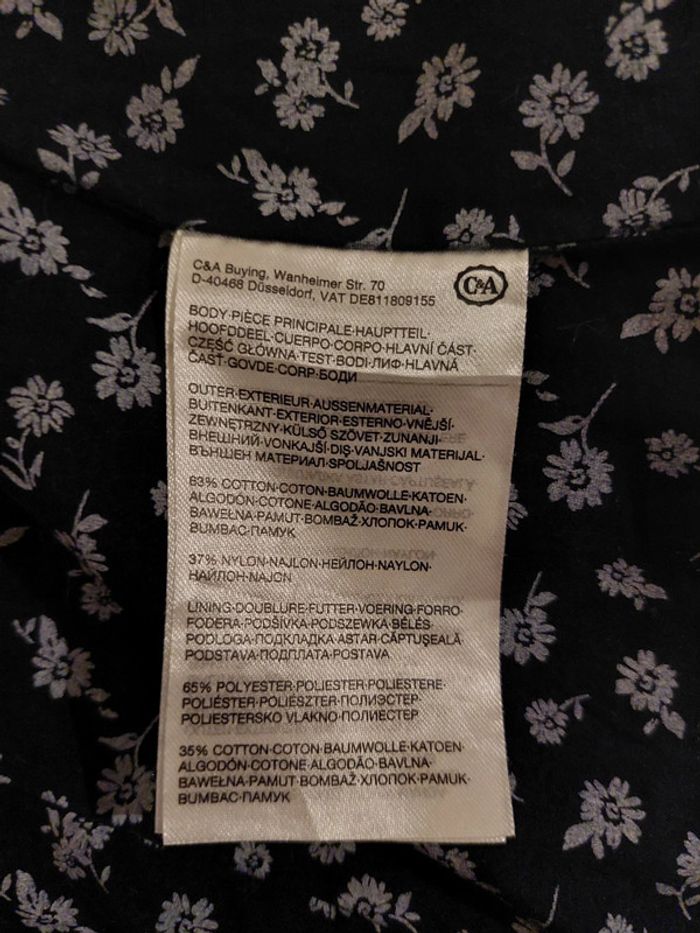 C&A Buying, Wanheimer Str. 70
D-40468 Düsseldorf, VAT DE811809155
C&A
BODY·PIÈCE PRINCIPALE·HAUPTTEIL·
HOOFDDEEL·CUERPO·CORPO·HLAVNÍ ČÁST·
CZĘŚĆ GŁÓWNA·TEST·BODI·ЛИФ·HLAVNÁ
ČASŤ·GOVDE·CORP·БОДИ
OUTER·EXTERIEUR·AUSSENMATERIAL·
BUITENKANT·EXTERIOR·ESTERNO·VNĚJŠÍ·
ZEWNĘTRZNY·KÜLSŐ SZÖVET·ZUNANJI·
ВНЕШНИЙ·VONKAJŠÍ·DIŞ·VANJSKI MATERIJAL·
ВЪНШЕН МАТЕРИАЛ·SPOLJAŠNOST
63% COTTON·COTON·BAUMWOLLE·KATOEN·
ALGODÓN·COTONE·ALGODÃO·BAVLNA·
BAWEŁNA·PAMUT·BOMBAŽ·ХЛОПОК·PAMUK·
BUMBAC·ПАМУК
37% NYLON·NAJLON·НЕЙЛОН·NAYLON·
НАЙЛОН·NAJLON
LINING·DOUBLURE·FUTTER·VOERING·FORRO·
FODERA·PODŠÍVKA·PODSZEWKA·BÉLÉS·
PODLOGA·ПОДКЛАДКА·ASTAR·CĂPTUŞEALĂ·
PODSTAVA·ПОДПЛАТА·POSTAVA
65% POLYESTER·POLIESTER·POLIESTERE·
POLIÉSTER·POLIÉSZTER·ПОЛИЭСТЕР·
POLIESTERSKO VLAKNO·ПОЛИЕСТЕР
35% COTTON·COTON·BAUMWOLLE·KATOEN·
ALGODÓN·COTONE·ALGODÃO·BAVLNA·
BAWEŁNA·PAMUT·BOMBAŽ·ХЛОПОК·PAMUK·
BUMBAC·ПАМУК